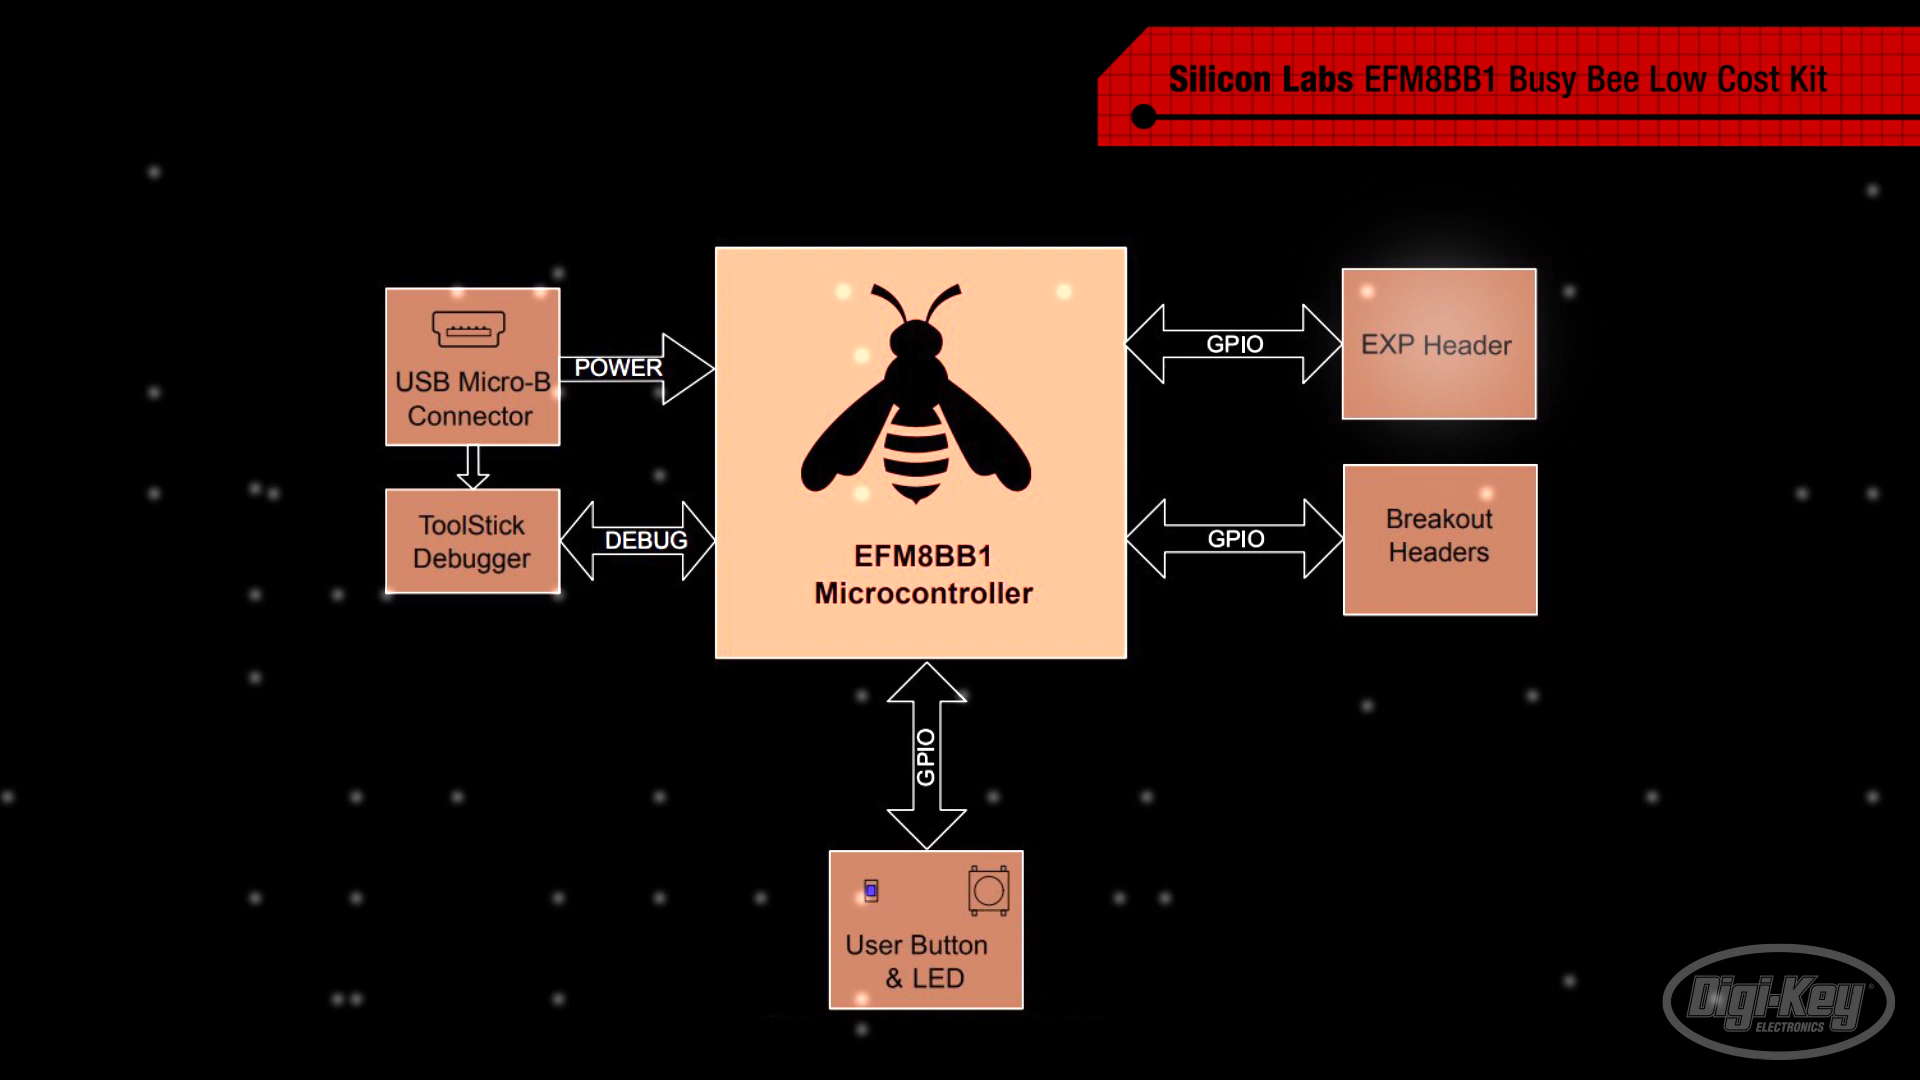 Silicon Labs EFM8BB1 Busy Bee Low Cost Kit
USB Micro-B
Connector
POWER
ToolStick
Debugger
DEBUG
EFM8BB1
Microcontroller
GPIO
EXP Header
GPIO
Breakout
Headers
GPIO
User Button
& LED
Digi-Key
ELECTRONICS